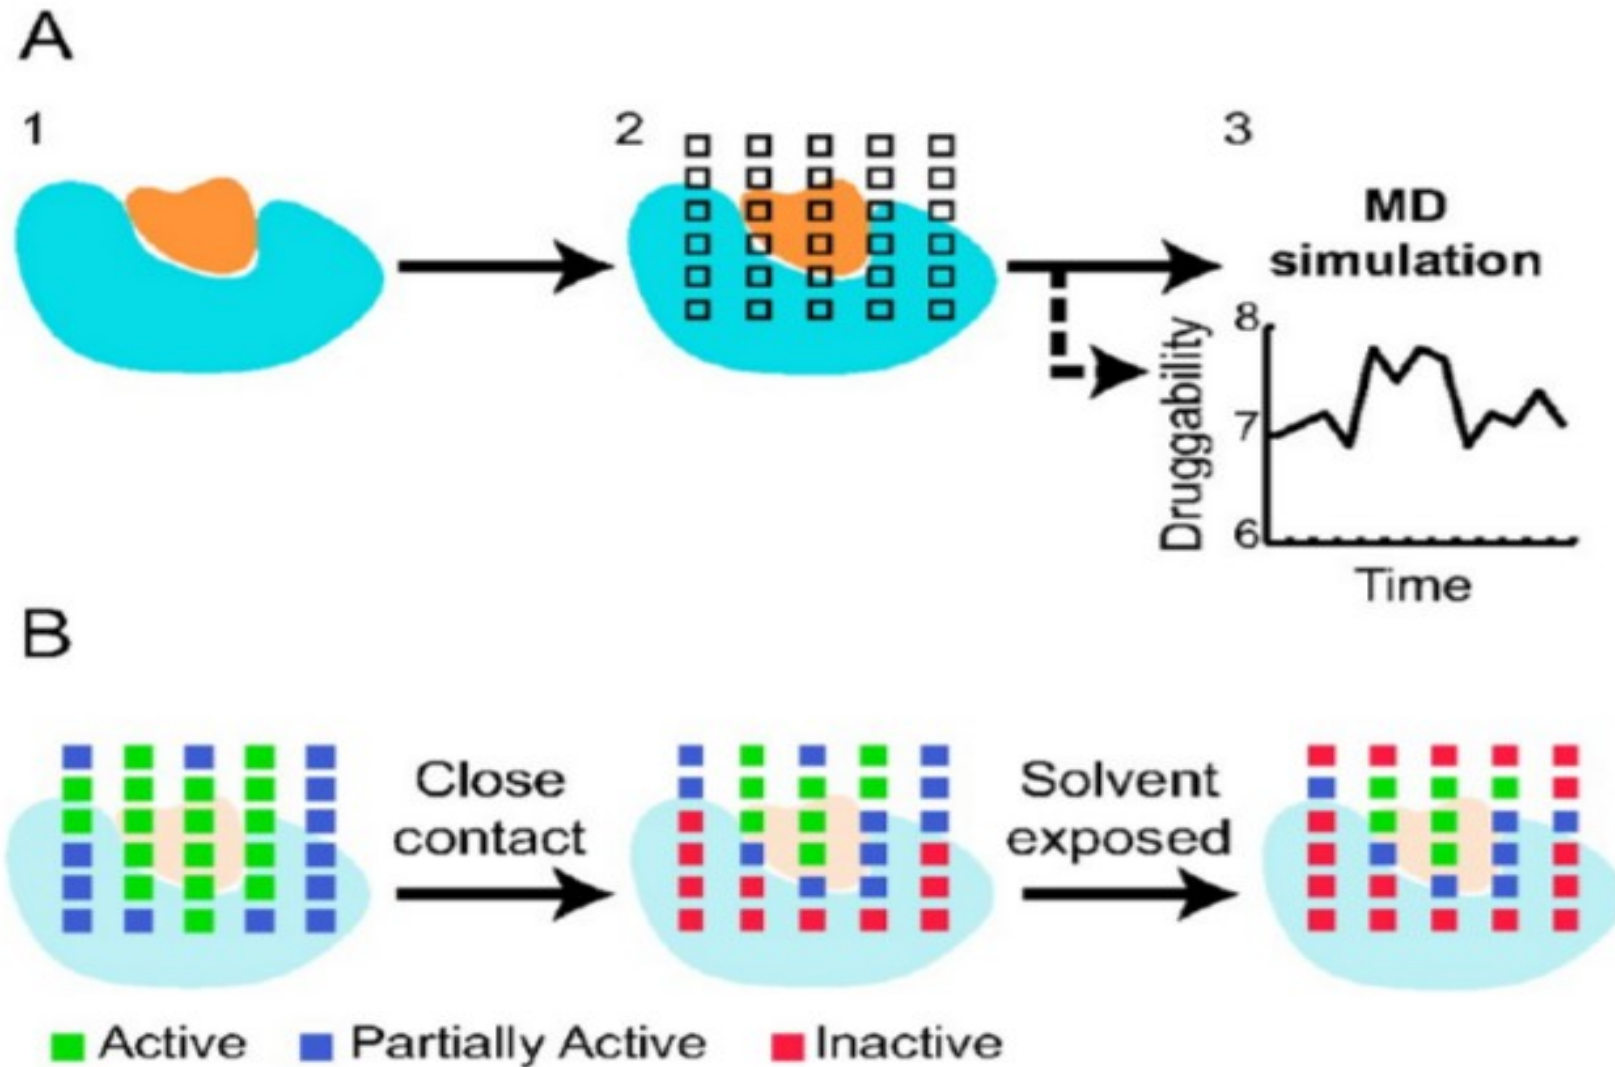 A
1
2
3
MD
simulation
Druggability
8
7
6
Time
B
Close
contact
Solvent
exposed
Active
Partially Active
Inactive